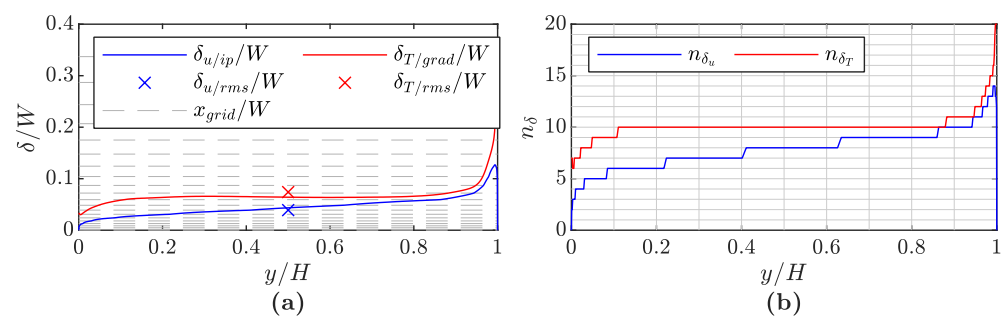 0.4
0.3
0.2
0.1
0
δ/W
δ_{u/ip}/W
δ_{T/grad}/W
δ_{u/rms}/W
δ_{T/rms}/W
x_{grid}/W
0 0.2 0.4 0.6 0.8 1
y/H
(a)
20
15
10
5
0
n_δ
n_{δ_u}
n_{δ_T}
0 0.2 0.4 0.6 0.8 1
y/H
(b)